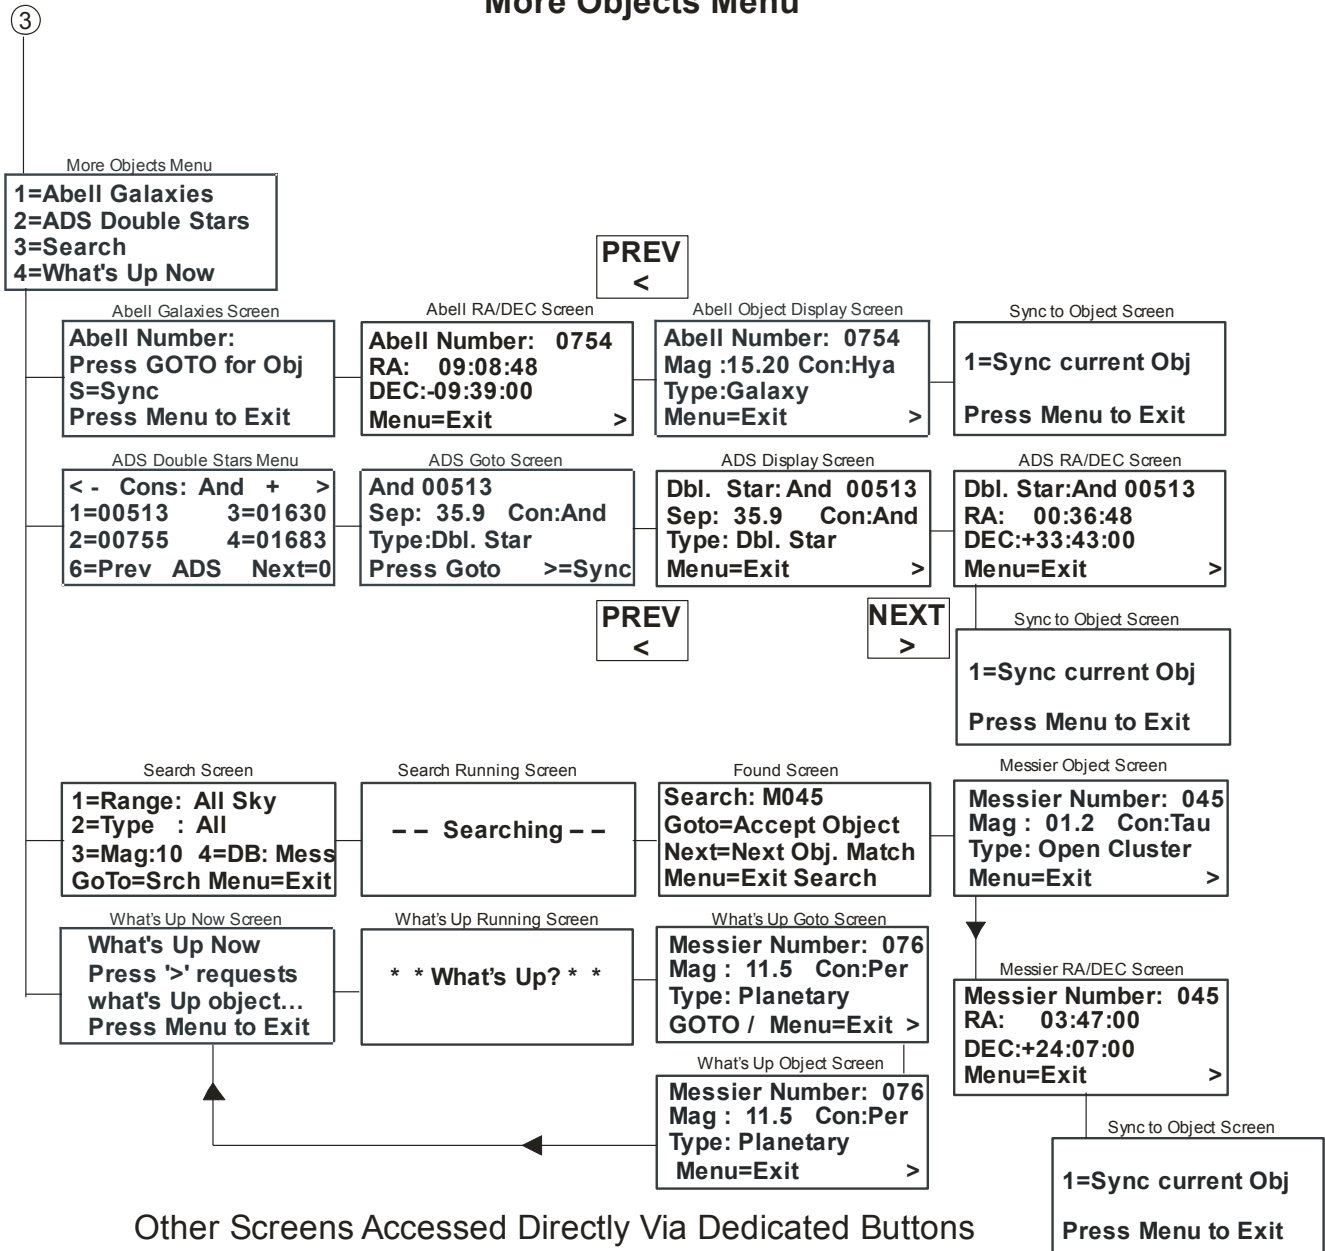 More Objects Menu
3
More Objects Menu
1=Abell Galaxies
2=ADS Double Stars
3=Search
4=What's Up Now
PREV
<
Abell Galaxies Screen
Abell Number:
Press GOTO for Obj
S=Sync
Press Menu to Exit
Abell RA/DEC Screen
Abell Number: 0754
RA: 09:08:48
DEC:-09:39:00
Menu=Exit >
Abell Object Display Screen
Abell Number: 0754
Mag :15.20 Con:Hya
Type:Galaxy
Menu=Exit >
Sync to Object Screen
1=Sync current Obj
Press Menu to Exit
ADS Double Stars Menu
< - Cons: And + >
1=00513 3=01630
2=00755 4=01683
6=Prev ADS Next=0
ADS Goto Screen
And 00513
Sep: 35.9 Con:And
Type:Dbl. Star
Press Goto >=Sync
ADS Display Screen
Dbl. Star: And 00513
Sep: 35.9 Con:And
Type: Dbl. Star
Menu=Exit >
ADS RA/DEC Screen
Dbl. Star:And 00513
RA: 00:36:48
DEC:+33:43:00
Menu=Exit >
PREV
<
NEXT
>
Sync to Object Screen
1=Sync current Obj
Press Menu to Exit
Search Screen
1=Range: All Sky
2=Type : All
3=Mag:10 4=DB: Mess
GoTo=Srch Menu=Exit
Search Running Screen
– – Searching – –
Found Screen
Search: M045
Goto=Accept Object
Next=Next Obj. Match
Menu=Exit Search
Messier Object Screen
Messier Number: 045
Mag : 01.2 Con:Tau
Type: Open Cluster
Menu=Exit >
What's Up Now Screen
What's Up Now
Press '>' requests
what's Up object...
Press Menu to Exit
What's Up Running Screen
* * What's Up? * *
What's Up Goto Screen
Messier Number: 076
Mag : 11.5 Con:Per
Type: Planetary
GOTO / Menu=Exit >
Messier RA/DEC Screen
Messier Number: 045
RA: 03:47:00
DEC:+24:07:00
Menu=Exit >
What's Up Object Screen
Messier Number: 076
Mag : 11.5 Con:Per
Type: Planetary
Menu=Exit >
Sync to Object Screen
1=Sync current Obj
Press Menu to Exit
Other Screens Accessed Directly Via Dedicated Buttons